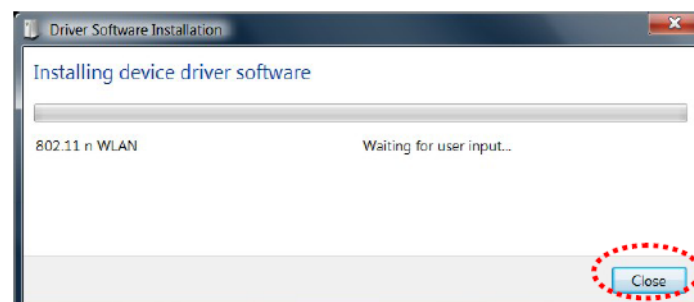 Driver Software Installation
Installing device driver software
802.11 n WLAN Waiting for user input...
Close